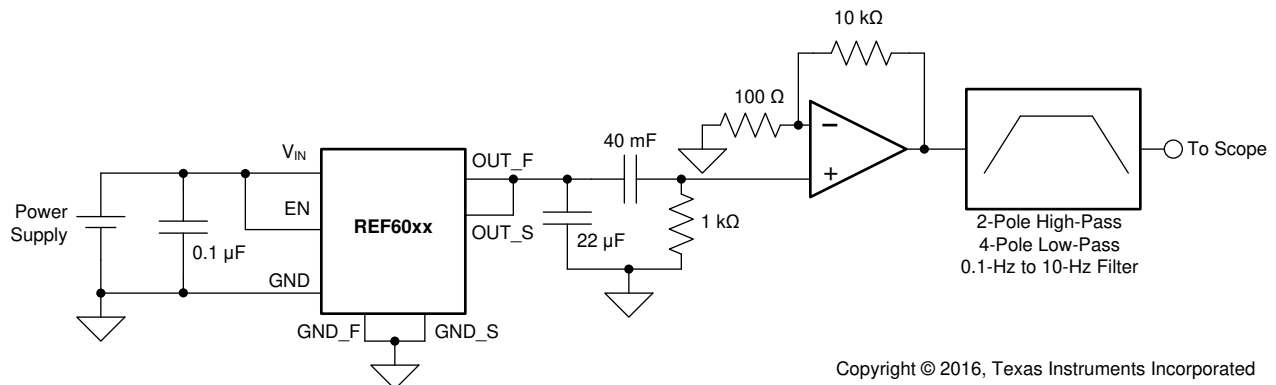 10 kΩ
100 Ω
−
+
40 mF
To Scope
VIN
OUT_F
EN
REF60xx
Power
Supply
OUT_S
1 kΩ
0.1 µF
22 µF
2-Pole High-Pass
4-Pole Low-Pass
0.1-Hz to 10-Hz Filter
GND
GND_F
GND_S
Copyright © 2016, Texas Instruments Incorporated